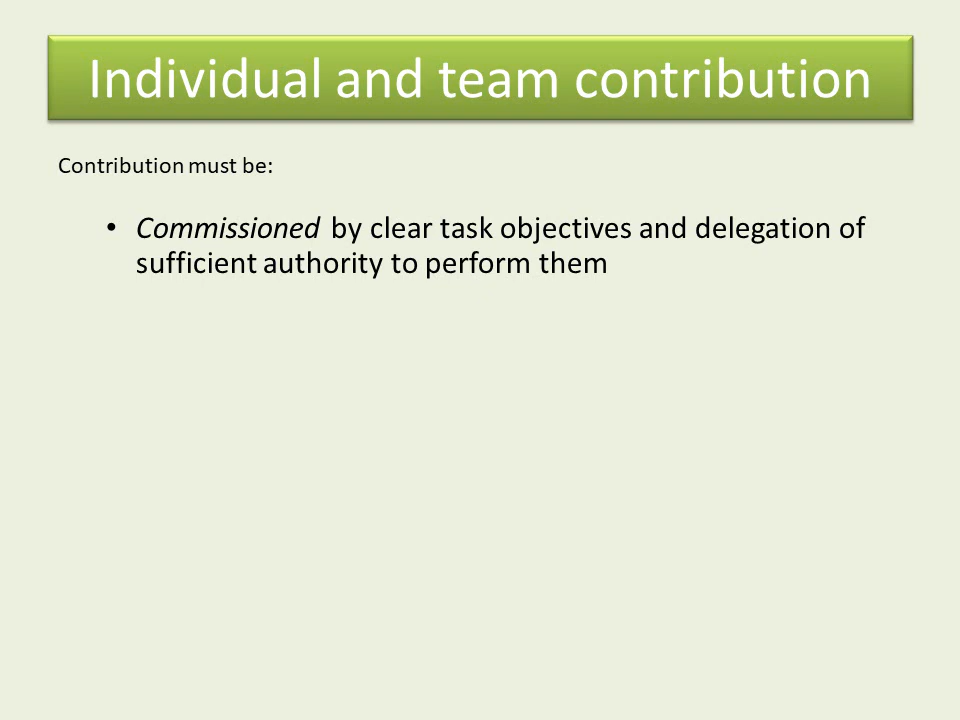 Individual and team contribution
Contribution must be:
• Commissioned by clear task objectives and delegation of
sufficient authority to perform them